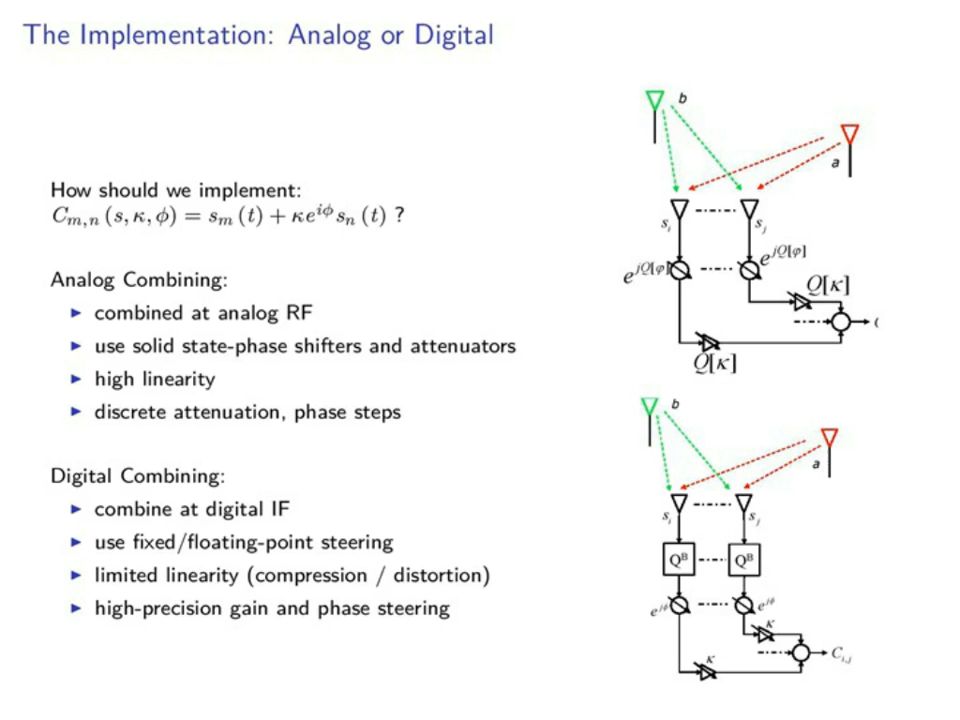 The Implementation: Analog or Digital
How should we implement:
C_{m,n} (s, κ, ϕ) = s_m (t) + κe^{iϕ} s_n (t) ?
Analog Combining:
▶ combined at analog RF
▶ use solid state-phase shifters and attenuators
▶ high linearity
▶ discrete attenuation, phase steps
Digital Combining:
▶ combine at digital IF
▶ use fixed/floating-point steering
▶ limited linearity (compression / distortion)
▶ high-precision gain and phase steering
b
a
s_i
s_j
e^{jQ[φ]}
e^{jQ[φ]}
Q[κ]
Q[κ]
b
a
s_i
s_j
Q^B
Q^B
e^{jϕ}
e^{jϕ}
κ
κ
C_{i,j}